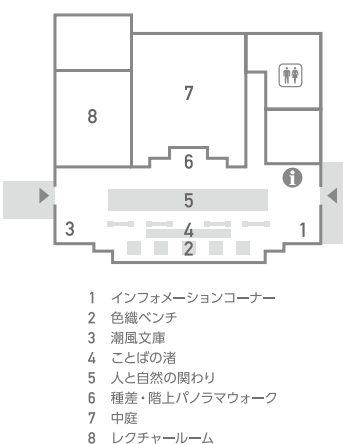 7
8
6
5
3
4
1
2
1 インフォメーションコーナー
2 色織ベンチ
3 潮風文庫
4 ことばの渚
5 人と自然の関わり
6 種差・階上パノラマウォーク
7 中庭
8 レクチャールーム